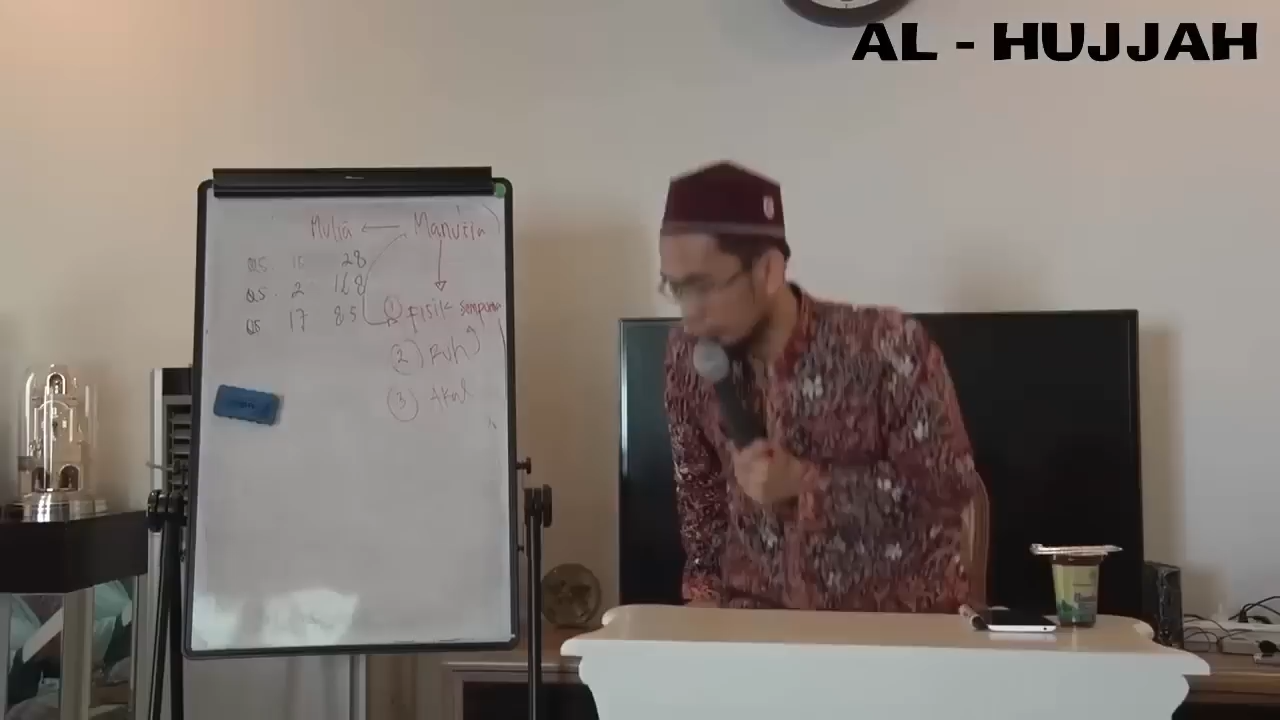 AL - HUJJAH
Mulia ← Manusia
QS. 15 28
QS. 2 168
QS 17 85
① fisik sempurna
② Ruh
③ Akal